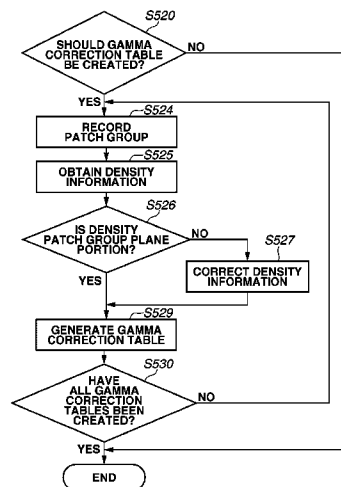 S520
SHOULD GAMMA
CORRECTION TABLE
BE CREATED?
NO
YES
S524
RECORD
PATCH GROUP
S525
OBTAIN DENSITY
INFORMATION
S526
IS DENSITY
PATCH GROUP PLANE
PORTION?
NO
S527
CORRECT DENSITY
INFORMATION
YES
S529
GENERATE GAMMA
CORRECTION TABLE
S530
HAVE
ALL GAMMA
CORRECTION
TABLES BEEN
CREATED?
NO
YES
END